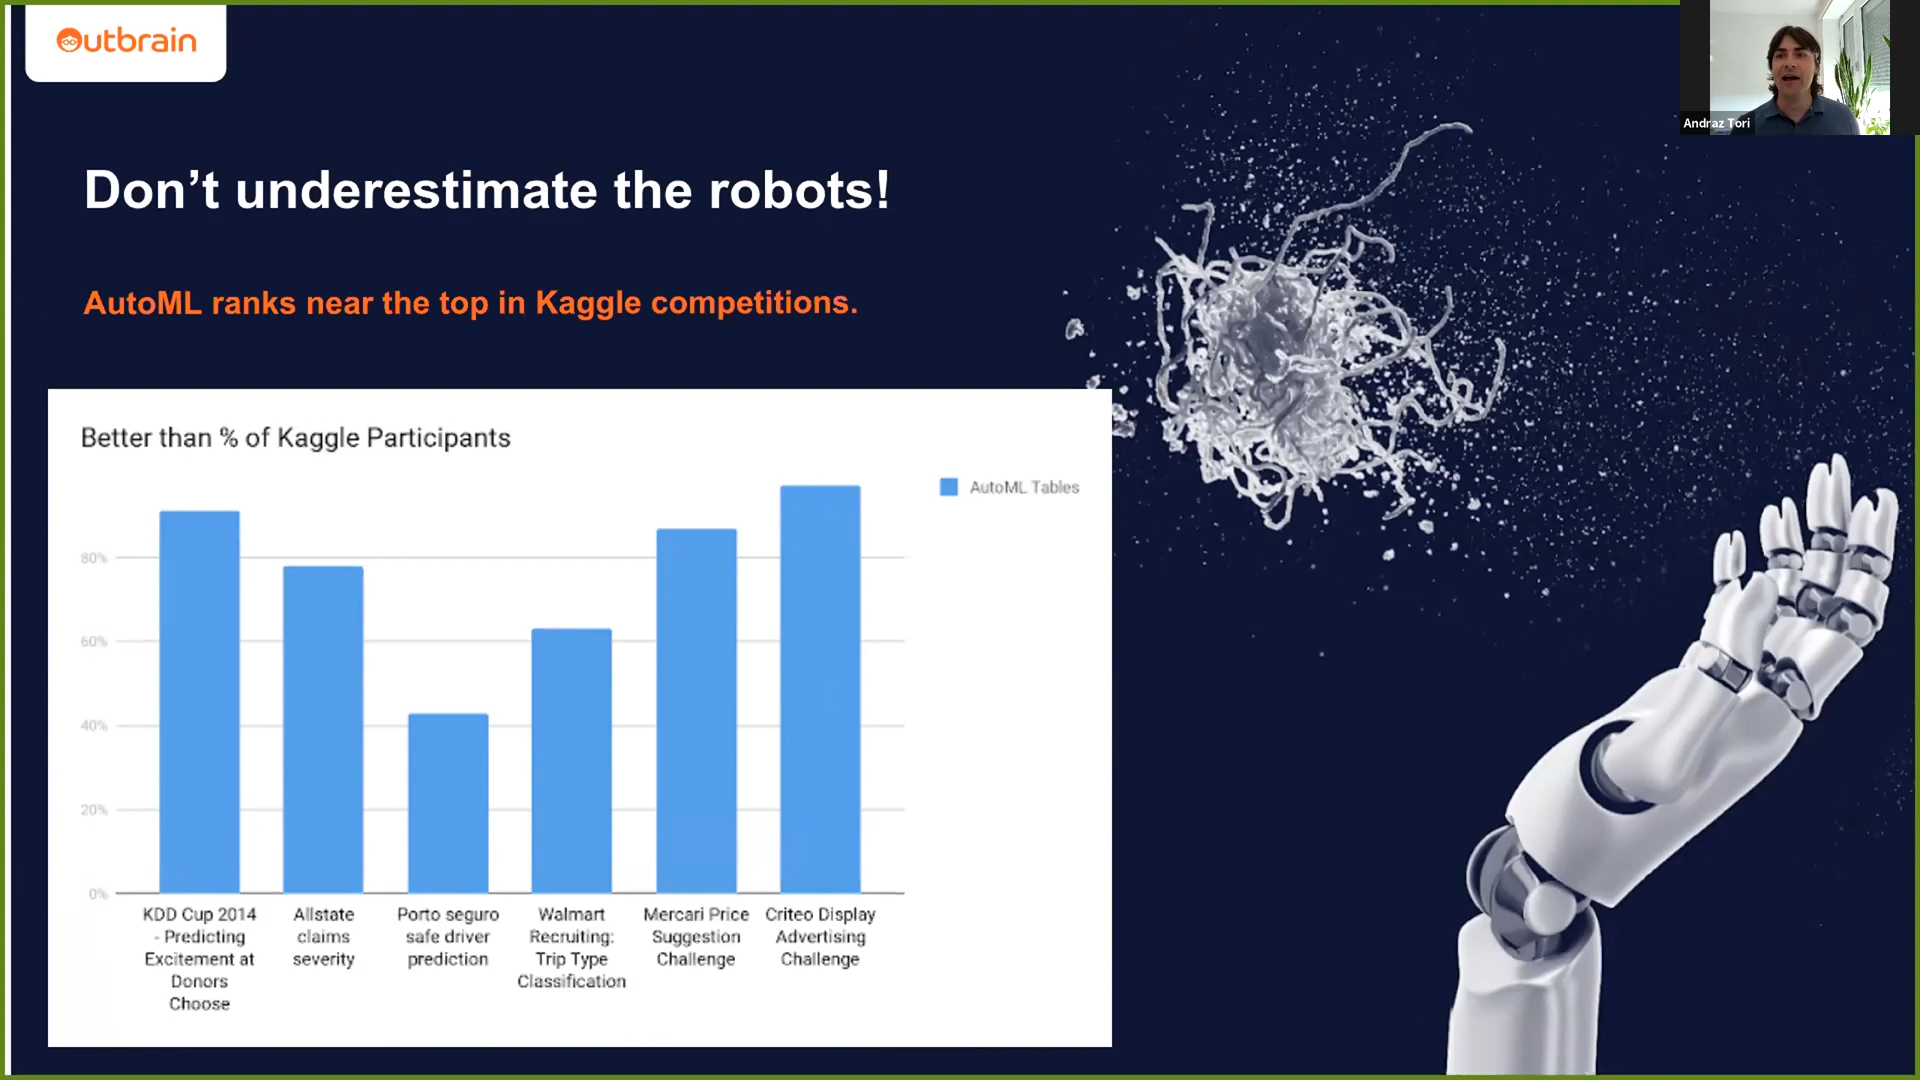 Outbrain
Andraz Tori
Don’t underestimate the robots!
AutoML ranks near the top in Kaggle competitions.
Better than % of Kaggle Participants
AutoML Tables
80%
60%
40%
20%
0%
KDD Cup 2014
- Predicting
Excitement at
Donors
Choose
Allstate
claims
severity
Porto seguro
safe driver
prediction
Walmart
Recruiting:
Trip Type
Classification
Mercari Price
Suggestion
Challenge
Criteo Display
Advertising
Challenge